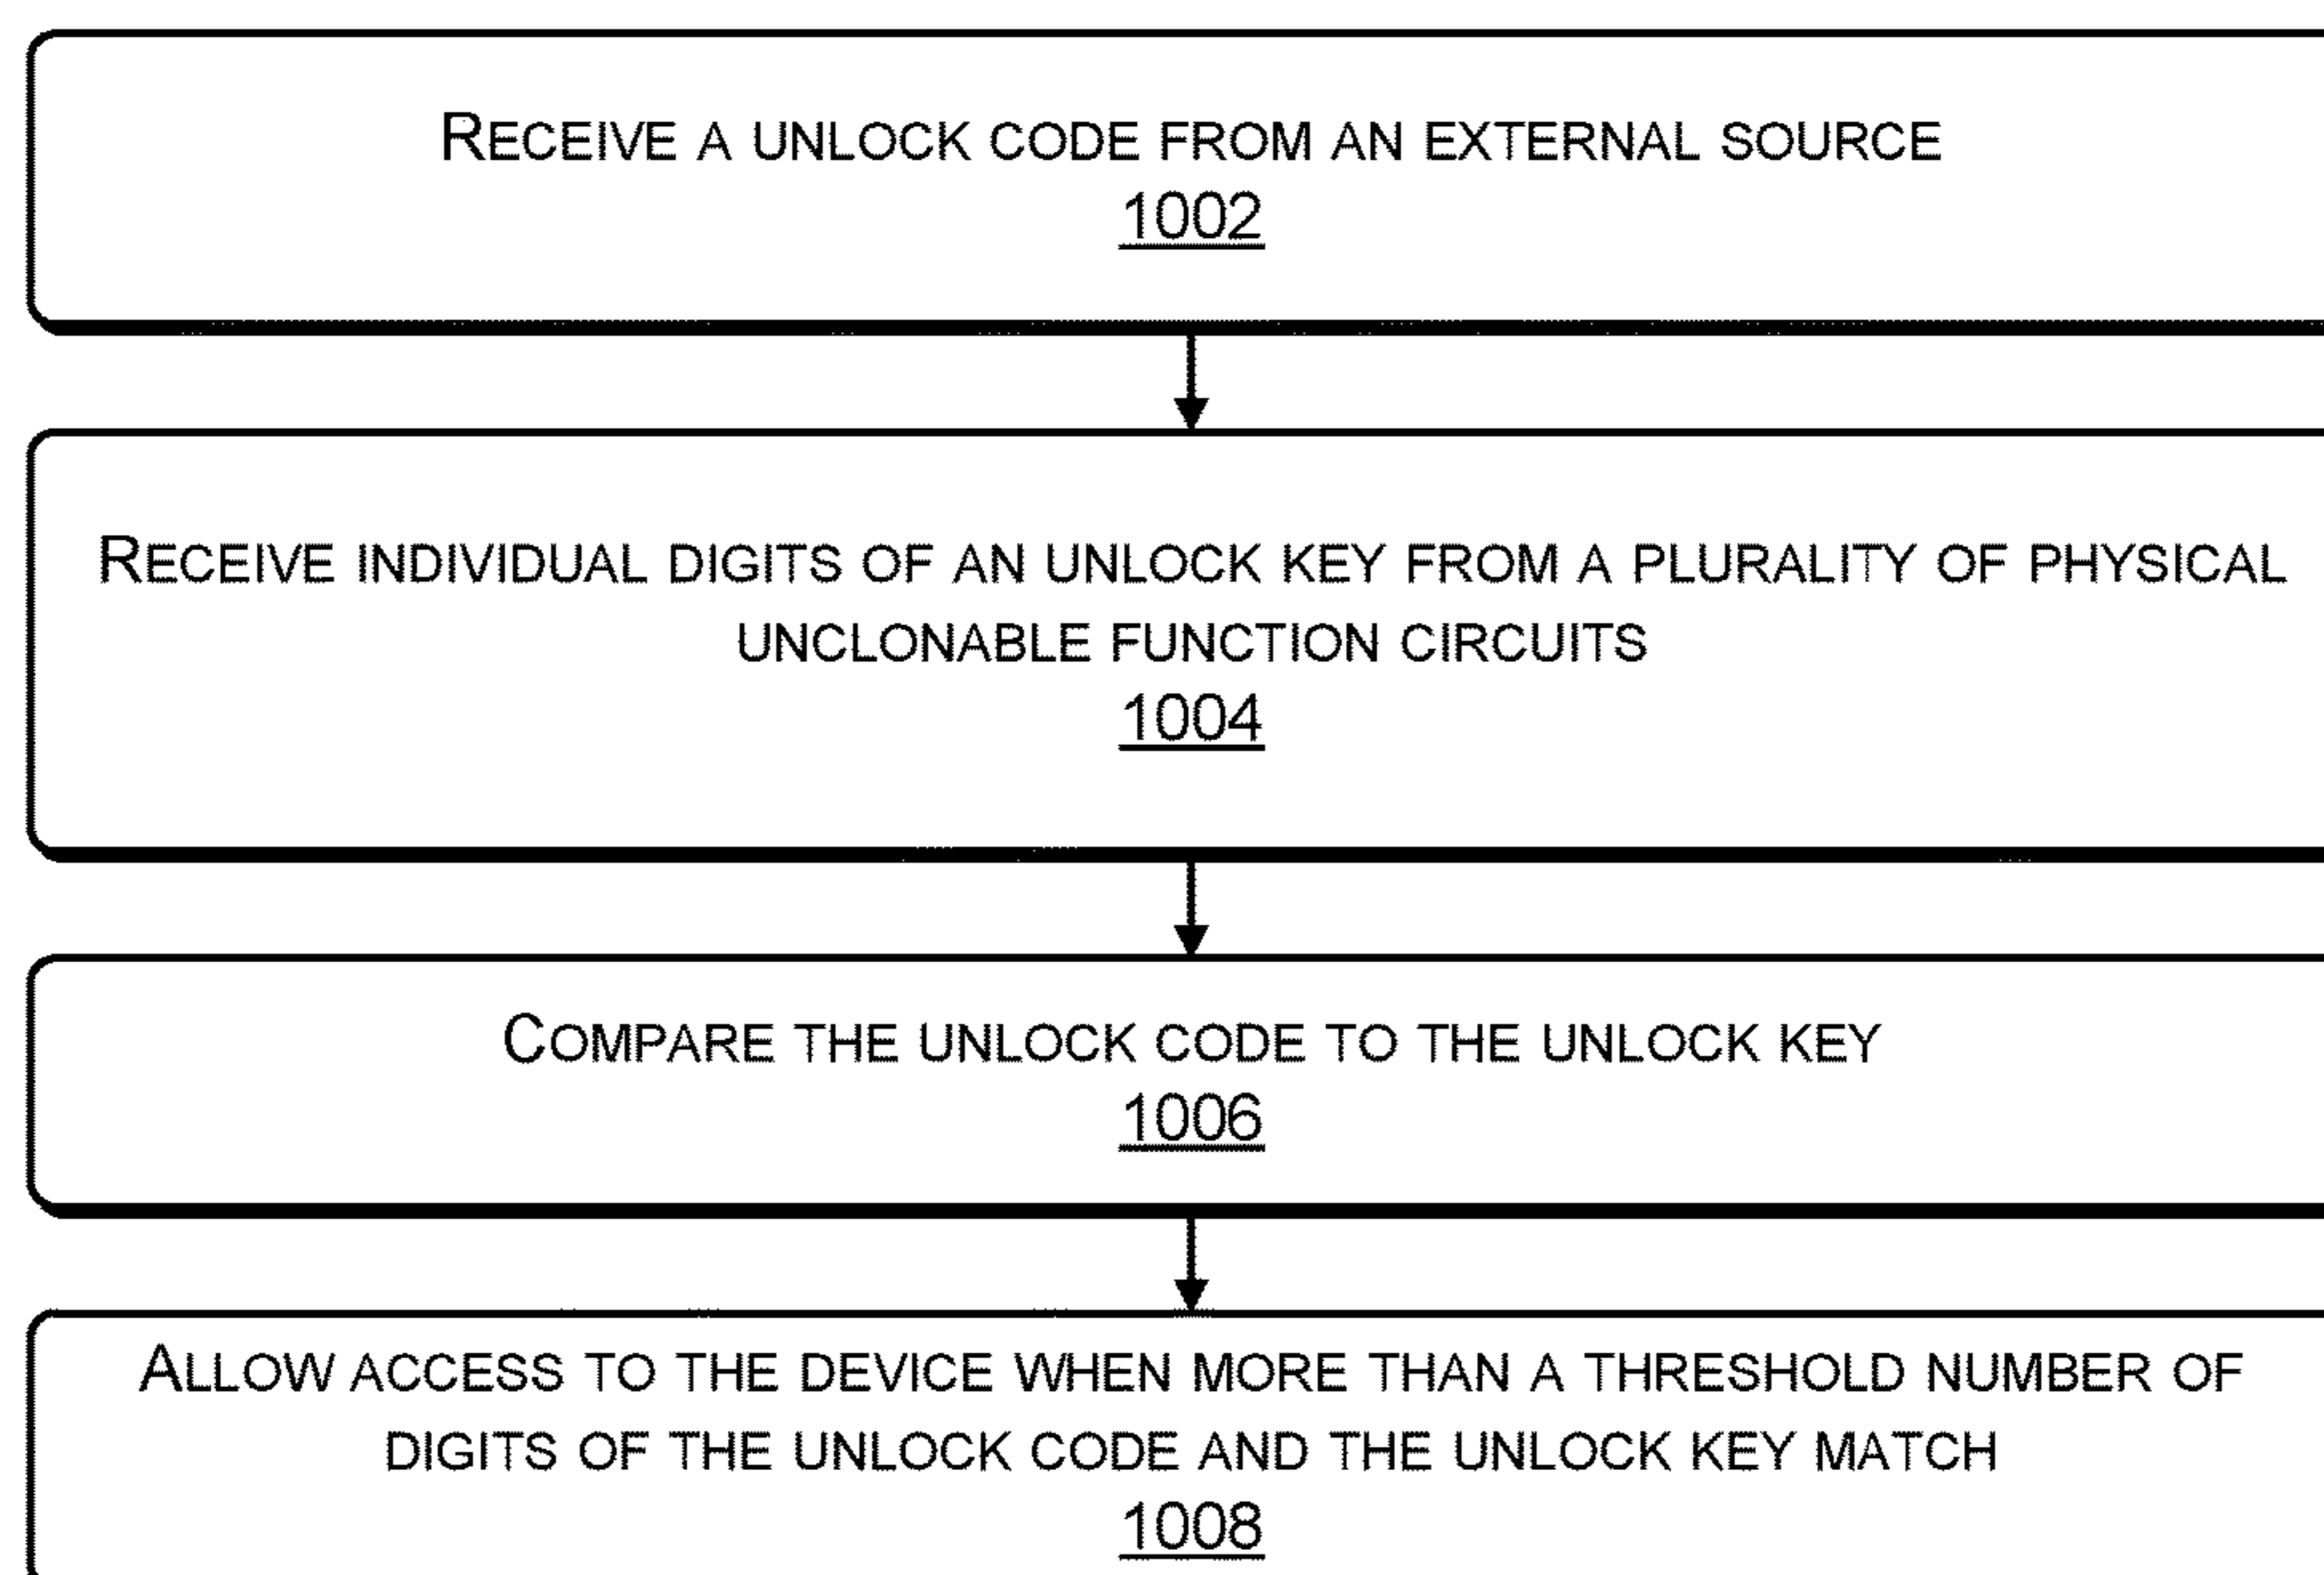 RECEIVE A UNLOCK CODE FROM AN EXTERNAL SOURCE
1002
RECEIVE INDIVIDUAL DIGITS OF AN UNLOCK KEY FROM A PLURALITY OF PHYSICAL
UNCLONABLE FUNCTION CIRCUITS
1004
COMPARE THE UNLOCK CODE TO THE UNLOCK KEY
1006
ALLOW ACCESS TO THE DEVICE WHEN MORE THAN A THRESHOLD NUMBER OF
DIGITS OF THE UNLOCK CODE AND THE UNLOCK KEY MATCH
1008